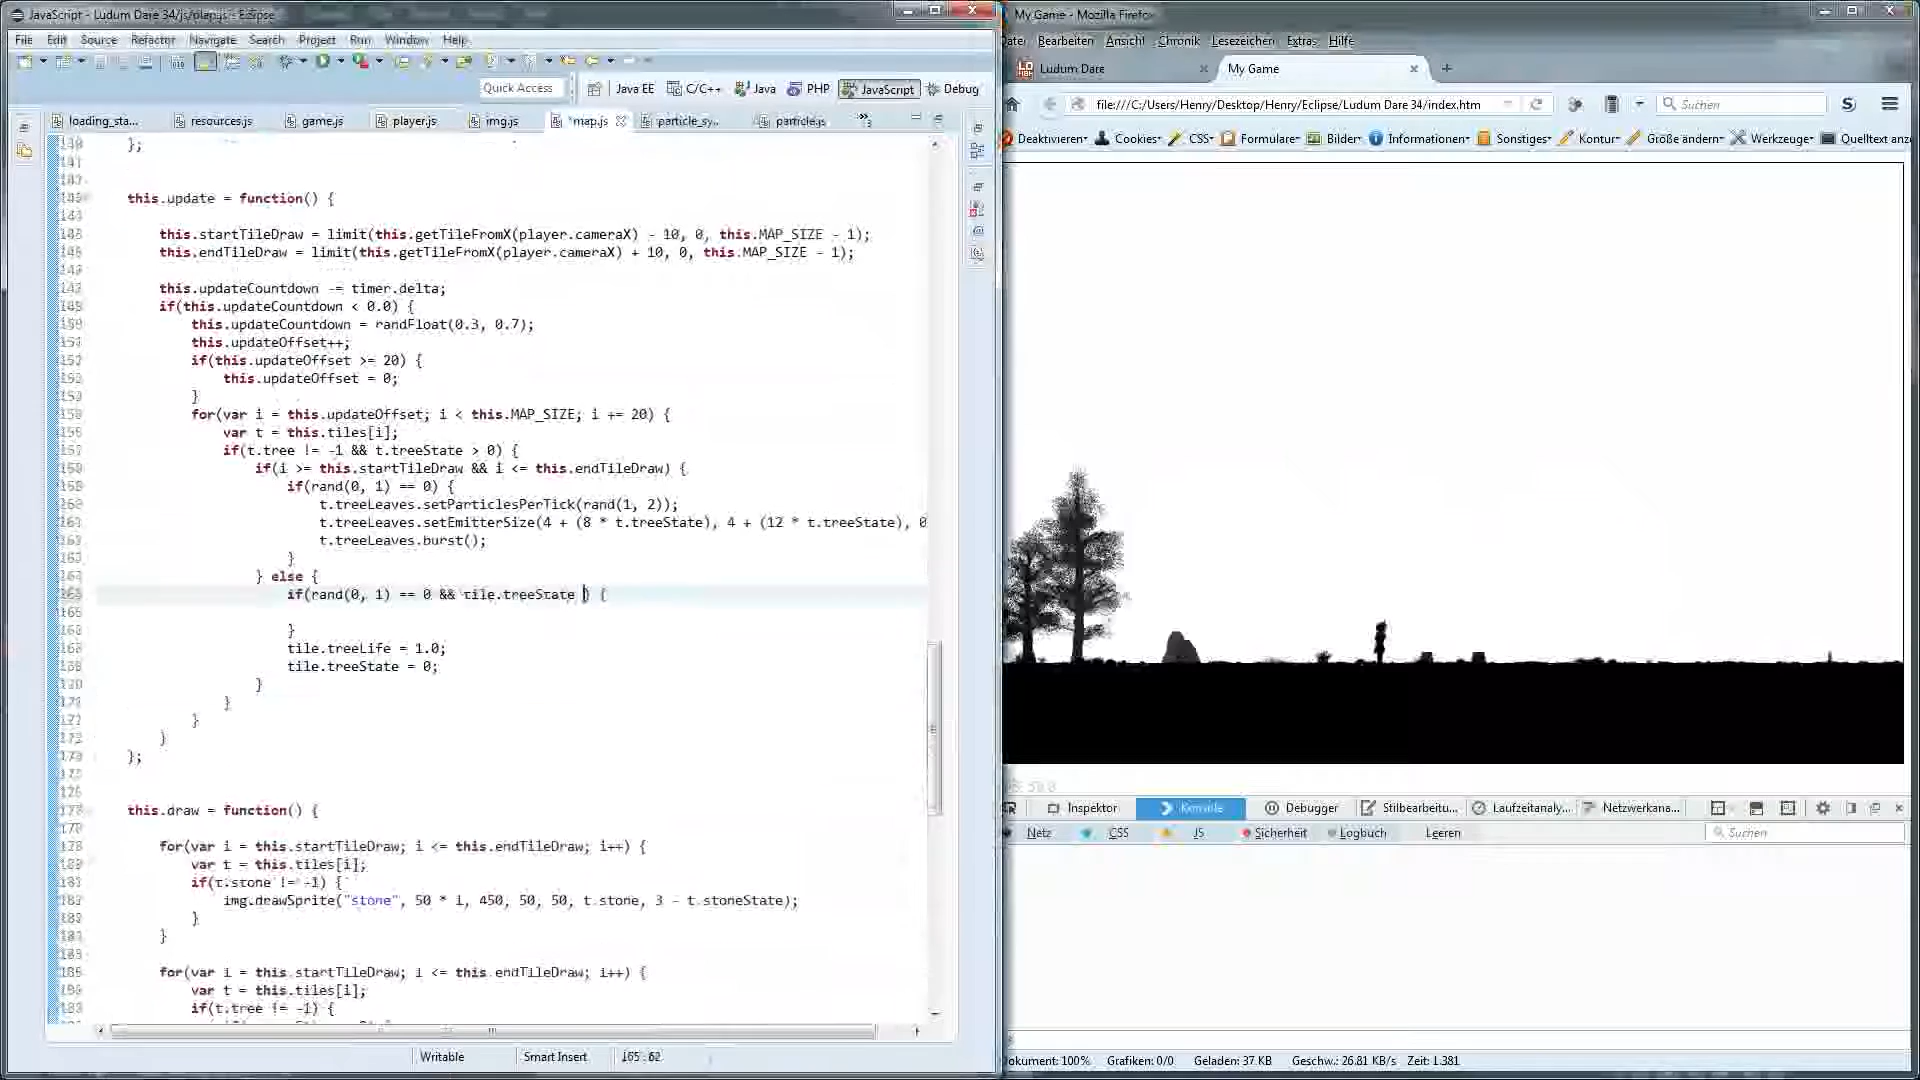 JavaScript - Ludum Dare 34/js/play.js - Eclipse
File Edit Source Refactor Navigate Search Project Run Window Help
Quick Access Java EE C/C++ Java PHP JavaScript Debug
loading_sta... resources.js game.js player.js img.js *map.js particle_sy... particle.js
};
this.update = function() {
this.startTileDraw = limit(this.getTileFromX(player.cameraX) - 10, 0, this.MAP_SIZE - 1);
this.endTileDraw = limit(this.getTileFromX(player.cameraX) + 10, 0, this.MAP_SIZE - 1);
this.updateCountdown -= timer.delta;
if(this.updateCountdown < 0.0) {
this.updateCountdown = randFloat(0.3, 0.7);
this.updateOffset++;
if(this.updateOffset >= 20) {
this.updateOffset = 0;
}
for(var i = this.updateOffset; i < this.MAP_SIZE; i += 20) {
var t = this.tiles[i];
if(t.tree != -1 && t.treeState > 0) {
if(i >= this.startTileDraw && i <= this.endTileDraw) {
if(rand(0, 1) == 0) {
t.treeLeaves.setParticlesPerTick(rand(1, 2));
t.treeLeaves.setEmitterSize(4 + (8 * t.treeState), 4 + (12 * t.treeState), 0
t.treeLeaves.burst();
}
} else {
if(rand(0, 1) == 0 && tile.treeState ) {
}
tile.treeLife = 1.0;
tile.treeState = 0;
}
}
}
}
};
this.draw = function() {
for(var i = this.startTileDraw; i <= this.endTileDraw; i++) {
var t = this.tiles[i];
if(t.stone != -1) {
img.drawSprite("stone", 50 * i, 450, 50, 50, t.stone, 3 - t.stoneState);
}
}
for(var i = this.startTileDraw; i <= this.endTileDraw; i++) {
var t = this.tiles[i];
if(t.tree != -1) {
Writable Smart Insert 165 : 62
My Game - Mozilla Firefox
Bearbeiten Ansicht Chronik Lesezeichen Extras Hilfe
Ludum Dare My Game
file:///C:/Users/Henry/Desktop/Henry/Eclipse/Ludum Dare 34/index.htm Suchen
Deaktivieren Cookies CSS Formulare Bilder Informationen Sonstiges Kontur Größe ändern Werkzeuge Quelltext anz
Inspektor Konsole Debugger Stilbearbeitu... Laufzeitanaly... Netzwerkana...
Netz CSS JS Sicherheit Logbuch Leeren Suchen
Dokument: 100% Grafiken: 0/0 Geladen: 37 KB Geschw.: 26.81 KB/s Zeit: 1.381